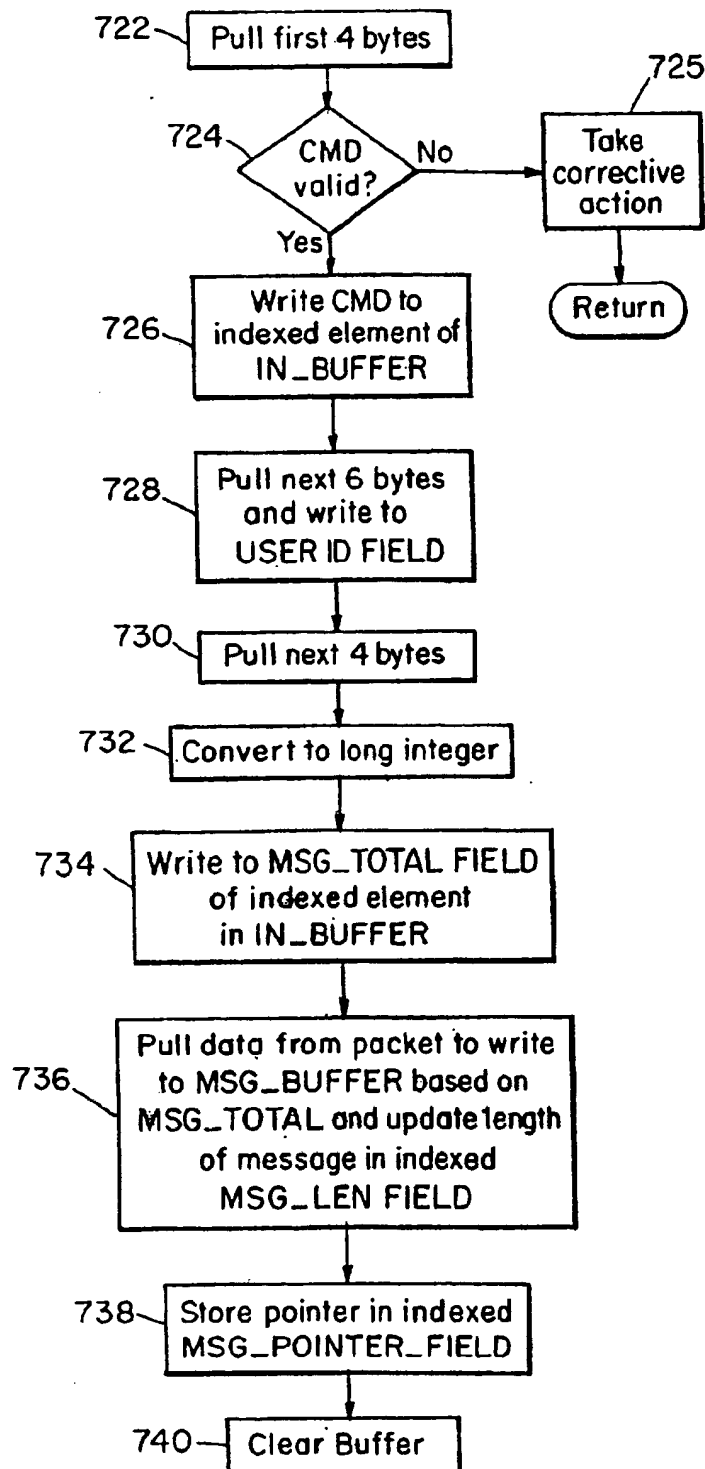 722
Pull first 4 bytes
725
724
CMD
valid?
No
Take
corrective
action
Yes
Return
726
Write CMD to
indexed element of
IN_BUFFER
728
Pull next 6 bytes
and write to
USER ID FIELD
730
Pull next 4 bytes
732
Convert to long integer
734
Write to MSG_TOTAL FIELD
of indexed element
in IN_BUFFER
736
Pull data from packet to write
to MSG_BUFFER based on
MSG_TOTAL and update length
of message in indexed
MSG_LEN FIELD
738
Store pointer in indexed
MSG_POINTER_FIELD
740
Clear Buffer